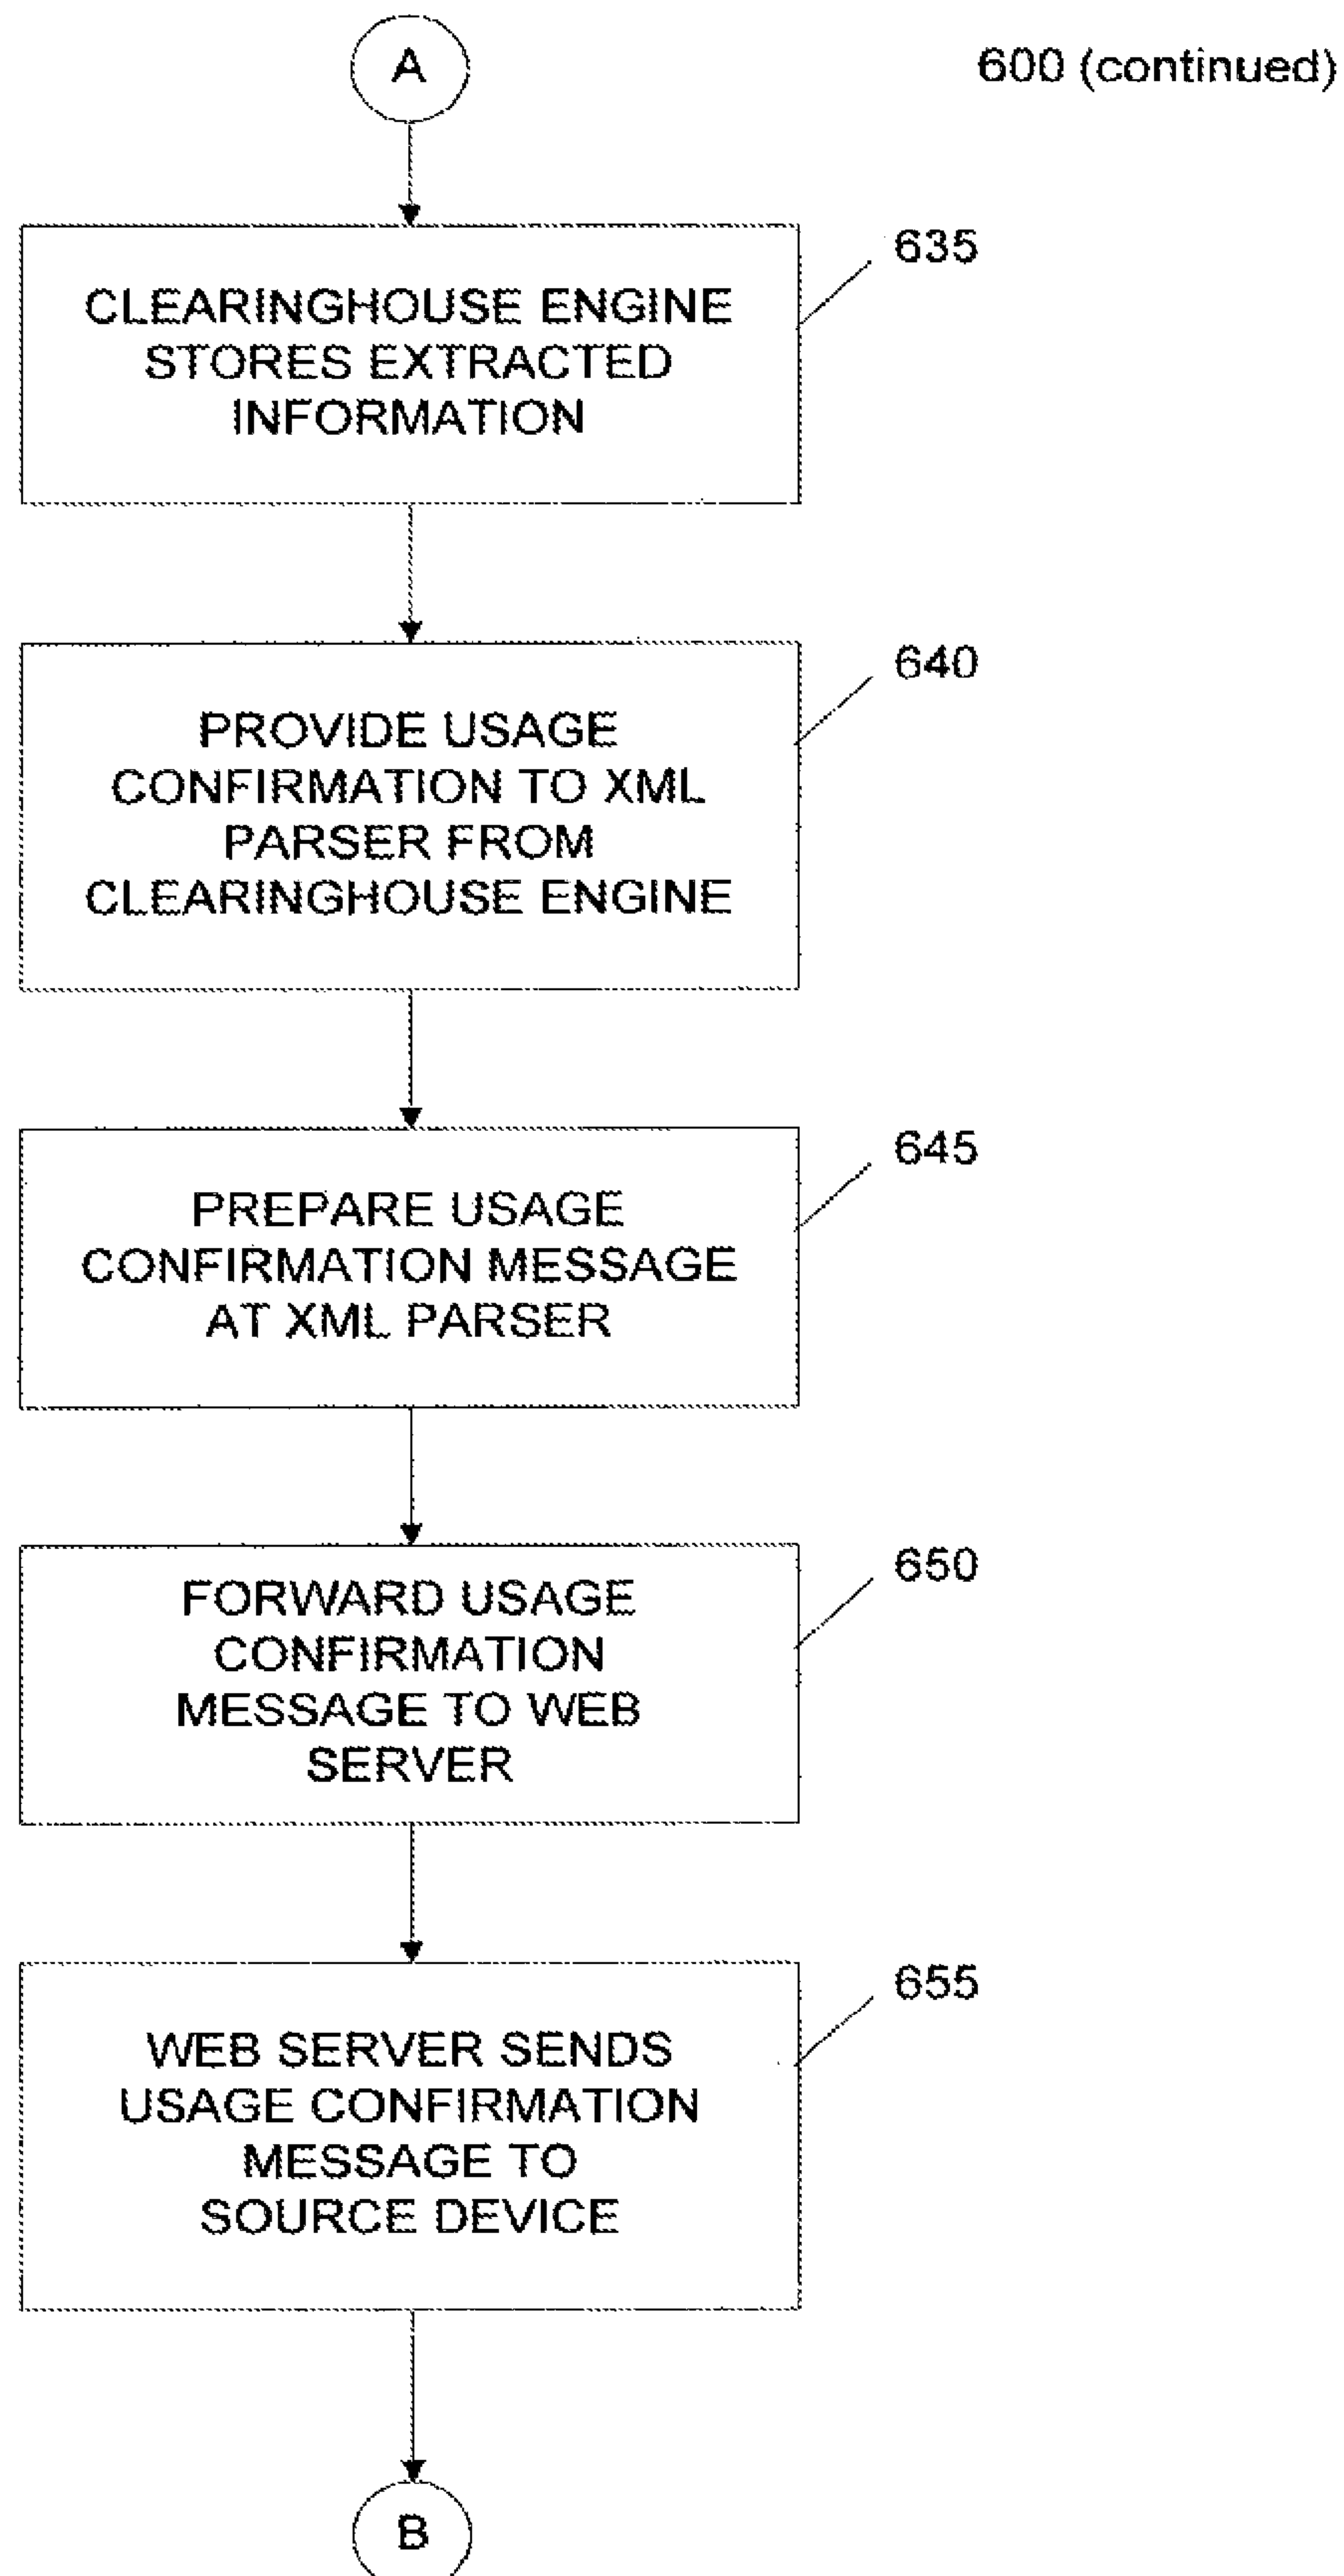 A
600 (continued)
635
CLEARINGHOUSE ENGINE
STORES EXTRACTED
INFORMATION
640
PROVIDE USAGE
CONFIRMATION TO XML
PARSER FROM
CLEARINGHOUSE ENGINE
645
PREPARE USAGE
CONFIRMATION MESSAGE
AT XML PARSER
650
FORWARD USAGE
CONFIRMATION
MESSAGE TO WEB
SERVER
655
WEB SERVER SENDS
USAGE CONFIRMATION
MESSAGE TO
SOURCE DEVICE
B